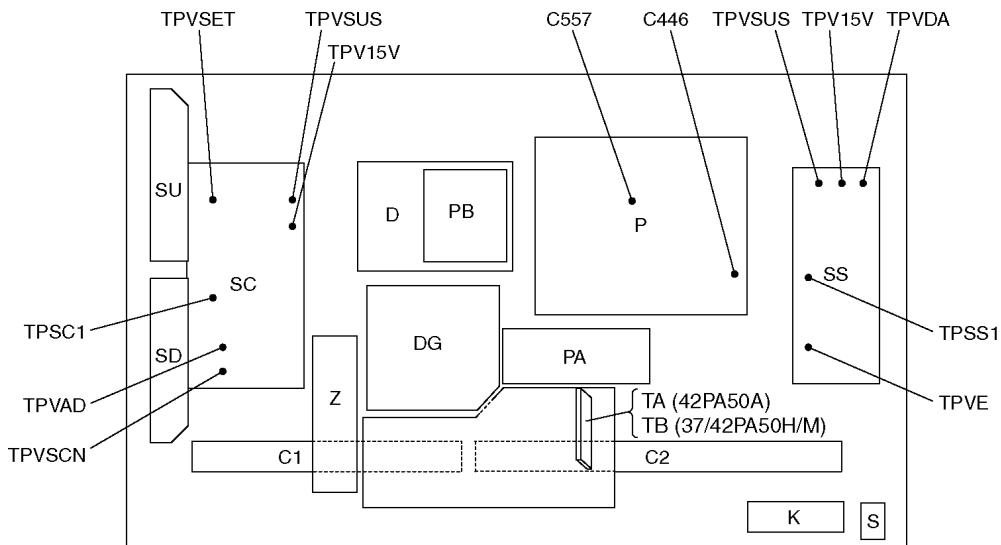 TPVSET TPVSUS C557 C446 TPVSUS TPV15V TPVDA
TPV15V
SU
D PB P
SC SS
TPSC1 TPSS1
SD DG PA
Z
TPVAD TA (42PA50A) TPVE
TB (37/42PA50H/M)
TPVSCN C1 C2
K S